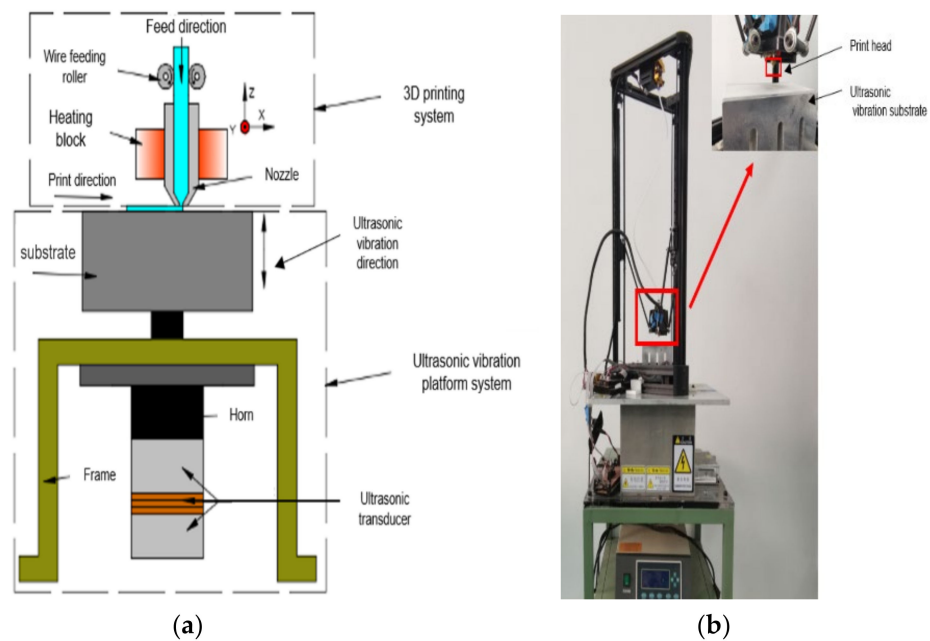 Feed direction
Wire feeding
roller
Z
X
Y
3D printing
system
Heating
block
Print direction
Nozzle
substrate
Ultrasonic
vibration
direction
Ultrasonic vibration
platform system
Horn
Frame
Ultrasonic
transducer
(a)
Print head
Ultrasonic
vibration substrate
(b)